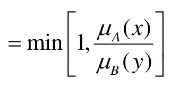 = min[1, μ_A(x) / μ_B(y)]